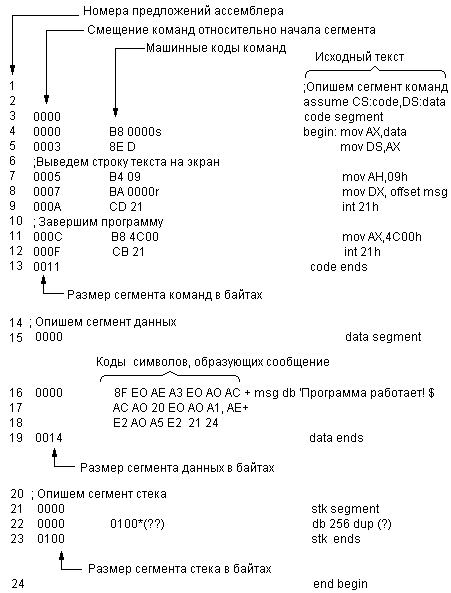 Номера предложений ассемблера
Смещение команд относительно начала сегмента
Машинные коды команд
Исходный текст
1 ;Опишем сегмент команд
2 assume CS:code,DS:data
3 0000 code segment
4 0000 B8 0000s begin: mov AX,data
5 0003 8E D mov DS,AX
6 ;Выведем строку текста на экран
7 0005 B4 09 mov AH,09h
8 0007 BA 0000r mov DX, offset msg
9 000A CD 21 int 21h
10 ; Завершим программу
11 000C B8 4C00 mov AX,4C00h
12 000F CB 21 int 21h
13 0011 code ends
Размер сегмента команд в байтах
14 ; Опишем сегмент данных
15 0000 data segment
Коды символов, образующих сообщение
16 0000 8F EO AE A3 EO AO AC + msg db 'Программа работает! $
17 AC AO 20 EO AO A1, AE+
18 E2 AO A5 E2 21 24
19 0014 data ends
Размер сегмента данных в байтах
20 ; Опишем сегмент стека
21 0000 stk segment
22 0000 0100*(??) db 256 dup (?)
23 0100 stk ends
Размер сегмента стека в байтах
24 end begin